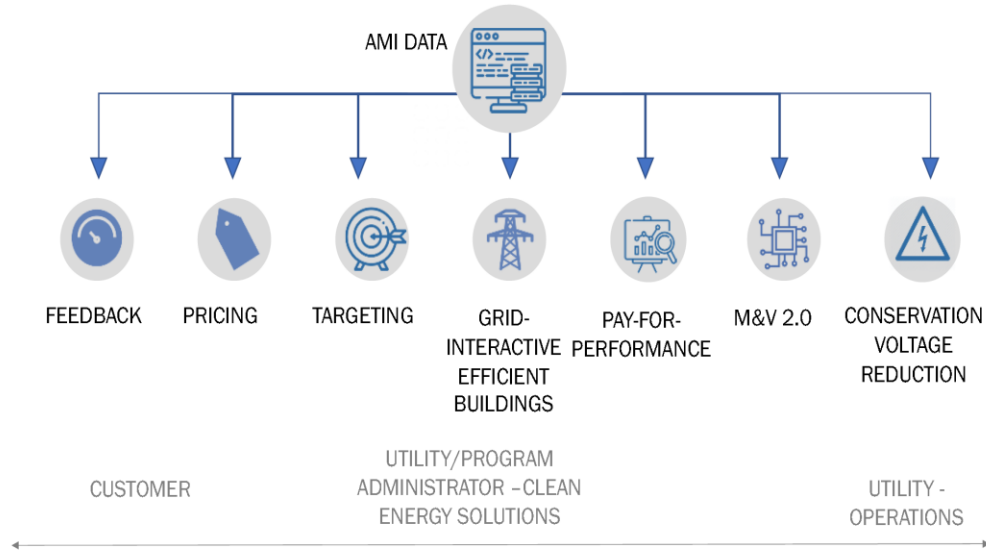 AMI DATA
</>
FEEDBACK
PRICING
TARGETING
GRID-
INTERACTIVE
EFFICIENT
BUILDINGS
PAY-FOR-
PERFORMANCE
M&V 2.0
CONSERVATION
VOLTAGE
REDUCTION
CUSTOMER
UTILITY/PROGRAM
ADMINISTRATOR –CLEAN
ENERGY SOLUTIONS
UTILITY -
OPERATIONS